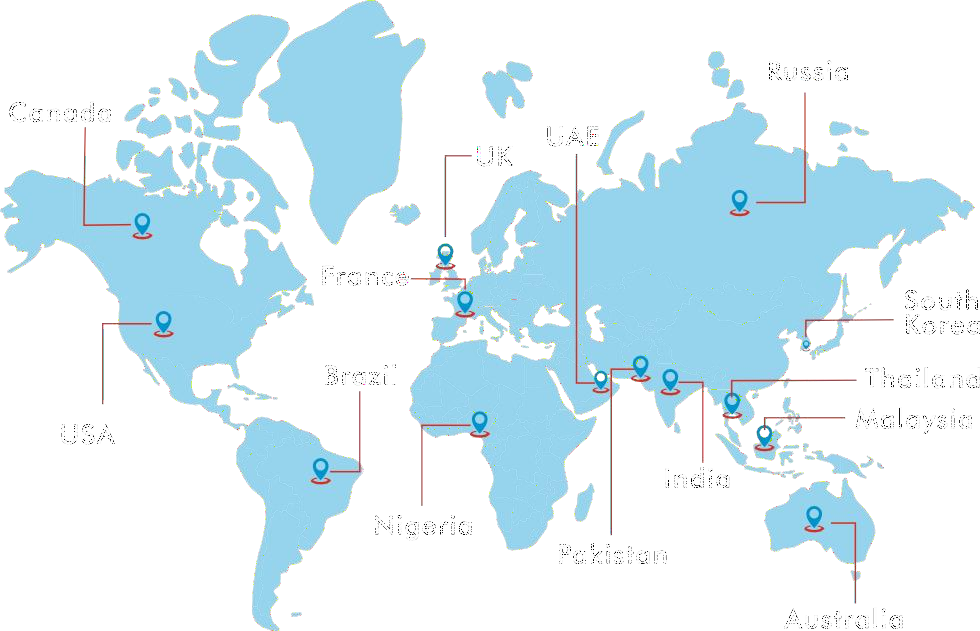 Russia
Canada
UAE
UK
France
South
Korea
Brazil
Thailand
Malaysia
USA
India
Nigeria
Pakistan
Australia